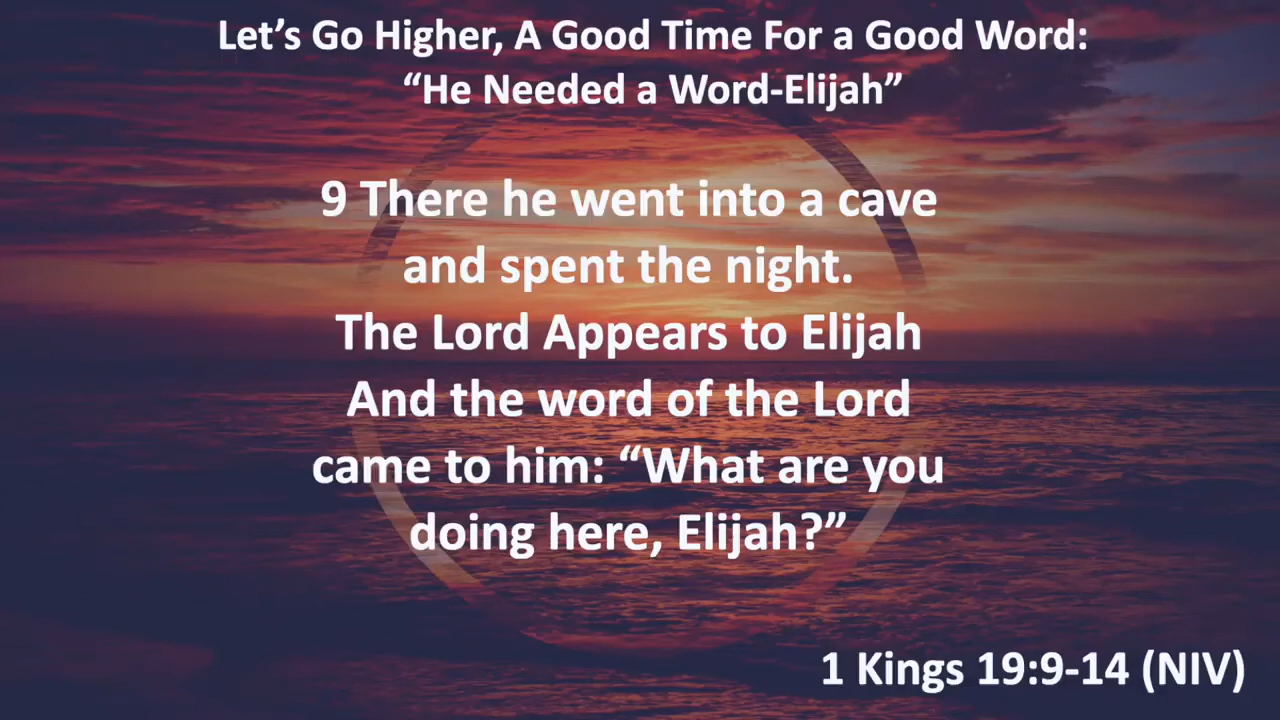 Let’s Go Higher, A Good Time For a Good Word:
“He Needed a Word-Elijah”
9 There he went into a cave
and spent the night.
The Lord Appears to Elijah
And the word of the Lord
came to him: “What are you
doing here, Elijah?”
1 Kings 19:9-14 (NIV)